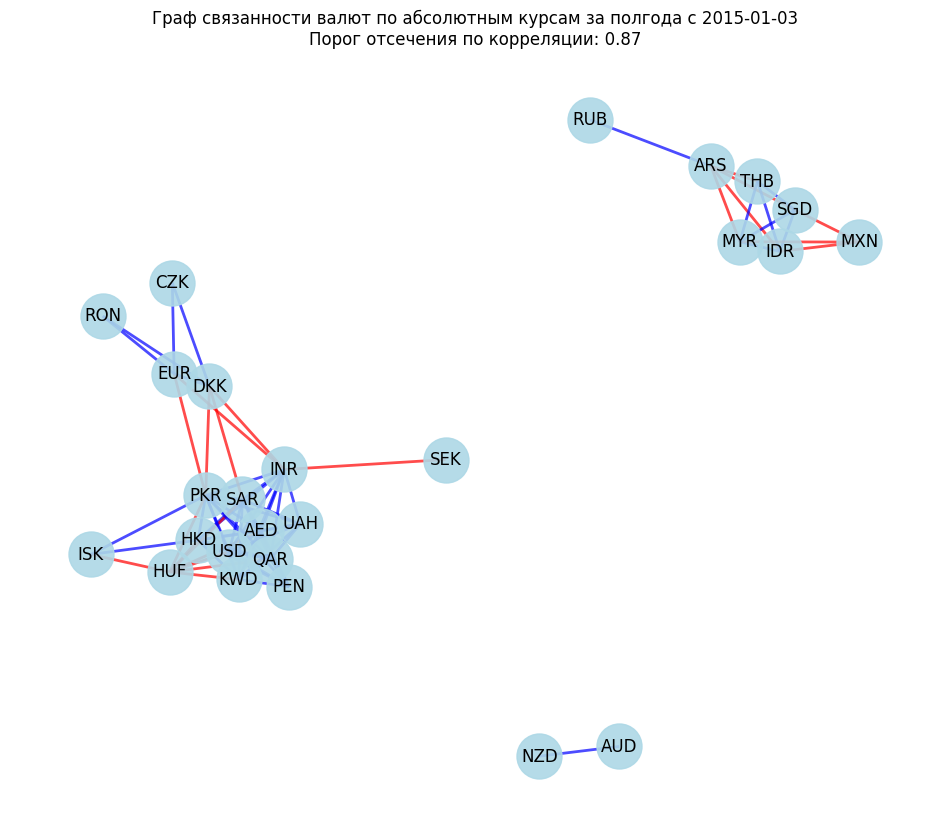 Граф связанности валют по абсолютным курсам за полгода с 2015-01-03
Порог отсечения по корреляции: 0.87
RUB
ARS
THB
SGD
MYR
IDR
MXN
CZK
RON
EUR
DKK
SEK
INR
PKR
SAR
UAH
AED
HKD
USD
ISK
QAR
HUF
KWD
PEN
NZD
AUD